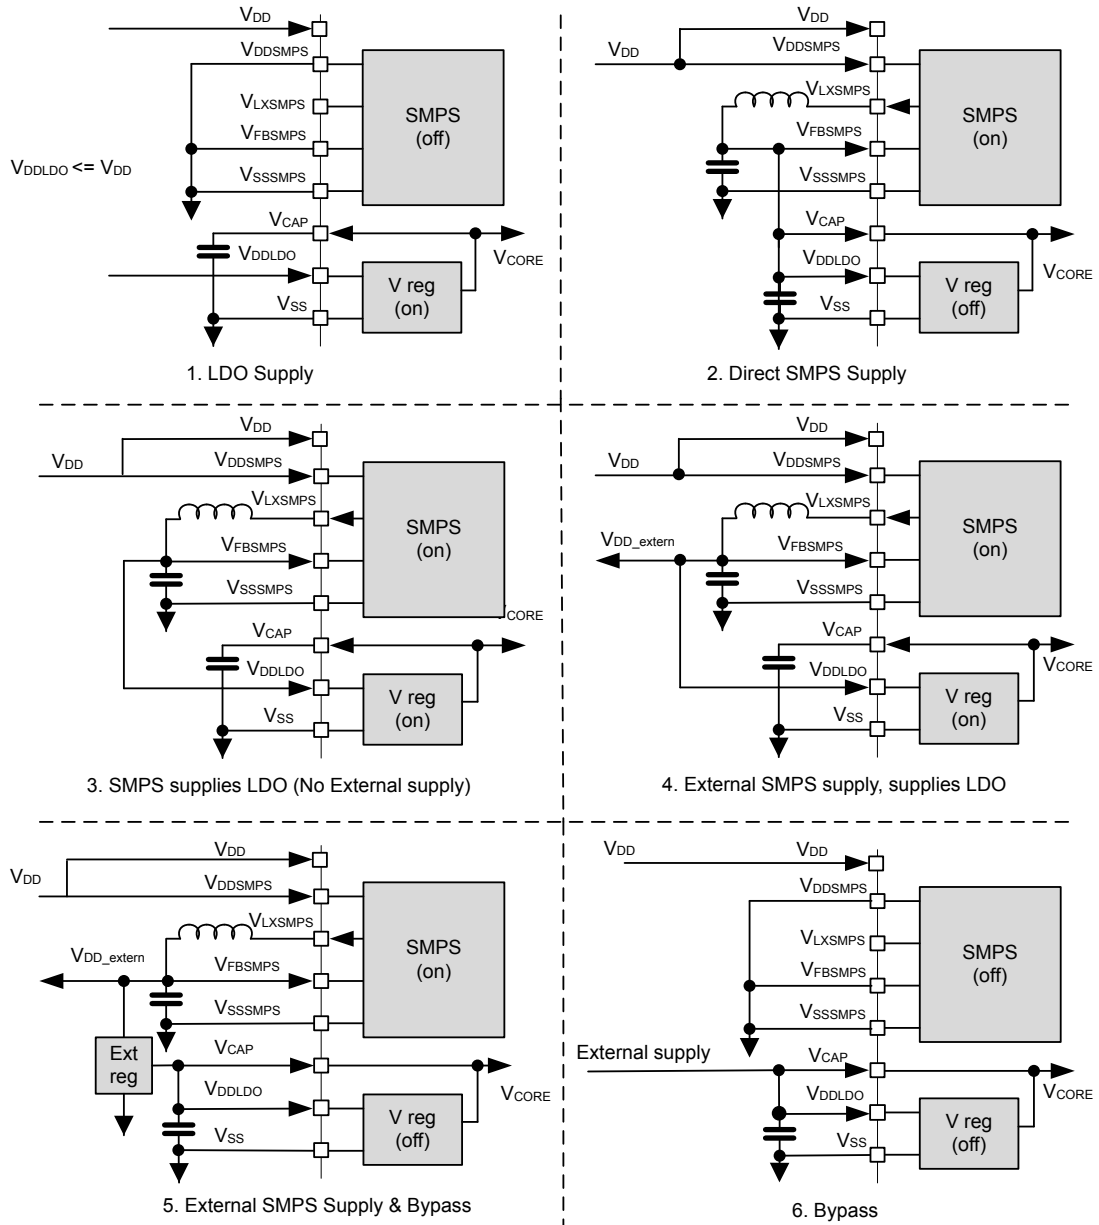 VDD
VDDSMPS
VLXSMPS
VFBSMPS
VSSSMPS
SMPS
(off)
VDDLDO <= VDD
VCAP
VDDLDO
VSS
V reg
(on)
VCORE
1. LDO Supply
VDD
VDD
VDDSMPS
VLXSMPS
VFBSMPS
VSSSMPS
SMPS
(on)
VCAP
VDDLDO
VSS
V reg
(off)
VCORE
2. Direct SMPS Supply
VDD
VDD
VDDSMPS
VLXSMPS
VFBSMPS
VSSSMPS
SMPS
(on)
VCAP
VDDLDO
VSS
V reg
(on)
CORE
3. SMPS supplies LDO (No External supply)
VDD
VDD
VDDSMPS
VLXSMPS
VDD_extern
VFBSMPS
VSSSMPS
SMPS
(on)
VCAP
VDDLDO
VSS
V reg
(on)
VCORE
4. External SMPS supply, supplies LDO
VDD
VDD
VDDSMPS
VLXSMPS
VDD_extern
VFBSMPS
VSSSMPS
SMPS
(on)
Ext
reg
VCAP
VDDLDO
VSS
V reg
(off)
VCORE
5. External SMPS Supply & Bypass
VDD
VDD
VDDSMPS
VLXSMPS
VFBSMPS
VSSSMPS
SMPS
(off)
External supply
VCAP
VDDLDO
VSS
V reg
(off)
VCORE
6. Bypass